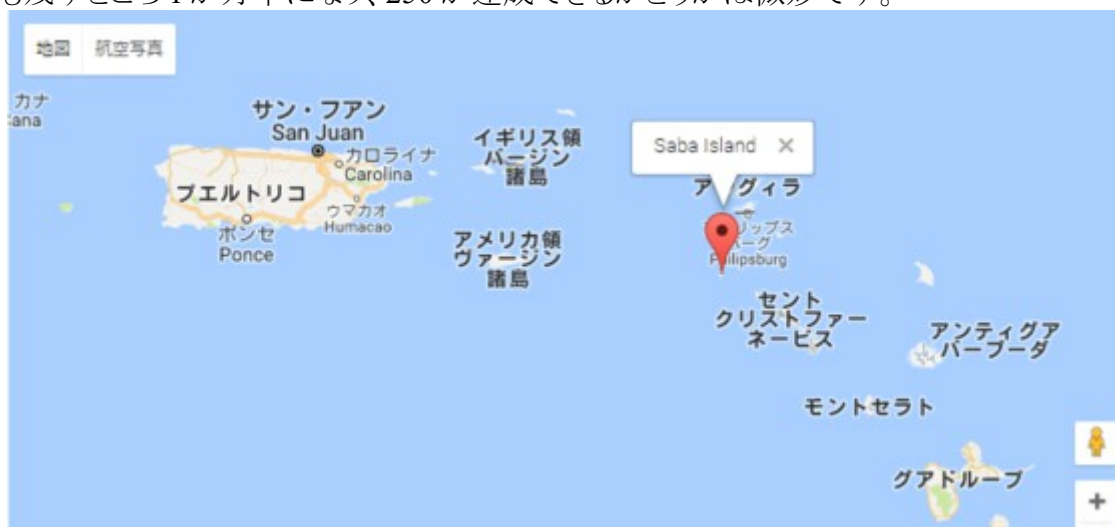 も残すところ1か月半になり、250が達成できるかどうかは微妙です。
地図 航空写真
カナ
Cana
サン・フアン
San Juan
カロライナ
Carolina
プエルトリコ
ウマカオ
Humacao
ポンセ
Ponce
イギリス領
バージン
諸島
アメリカ領
ヴァージン
諸島
Saba Island ×
セント
クリストファー
ネービス
アンティグア
バーブーダ
モントセラト
グアドループ
+